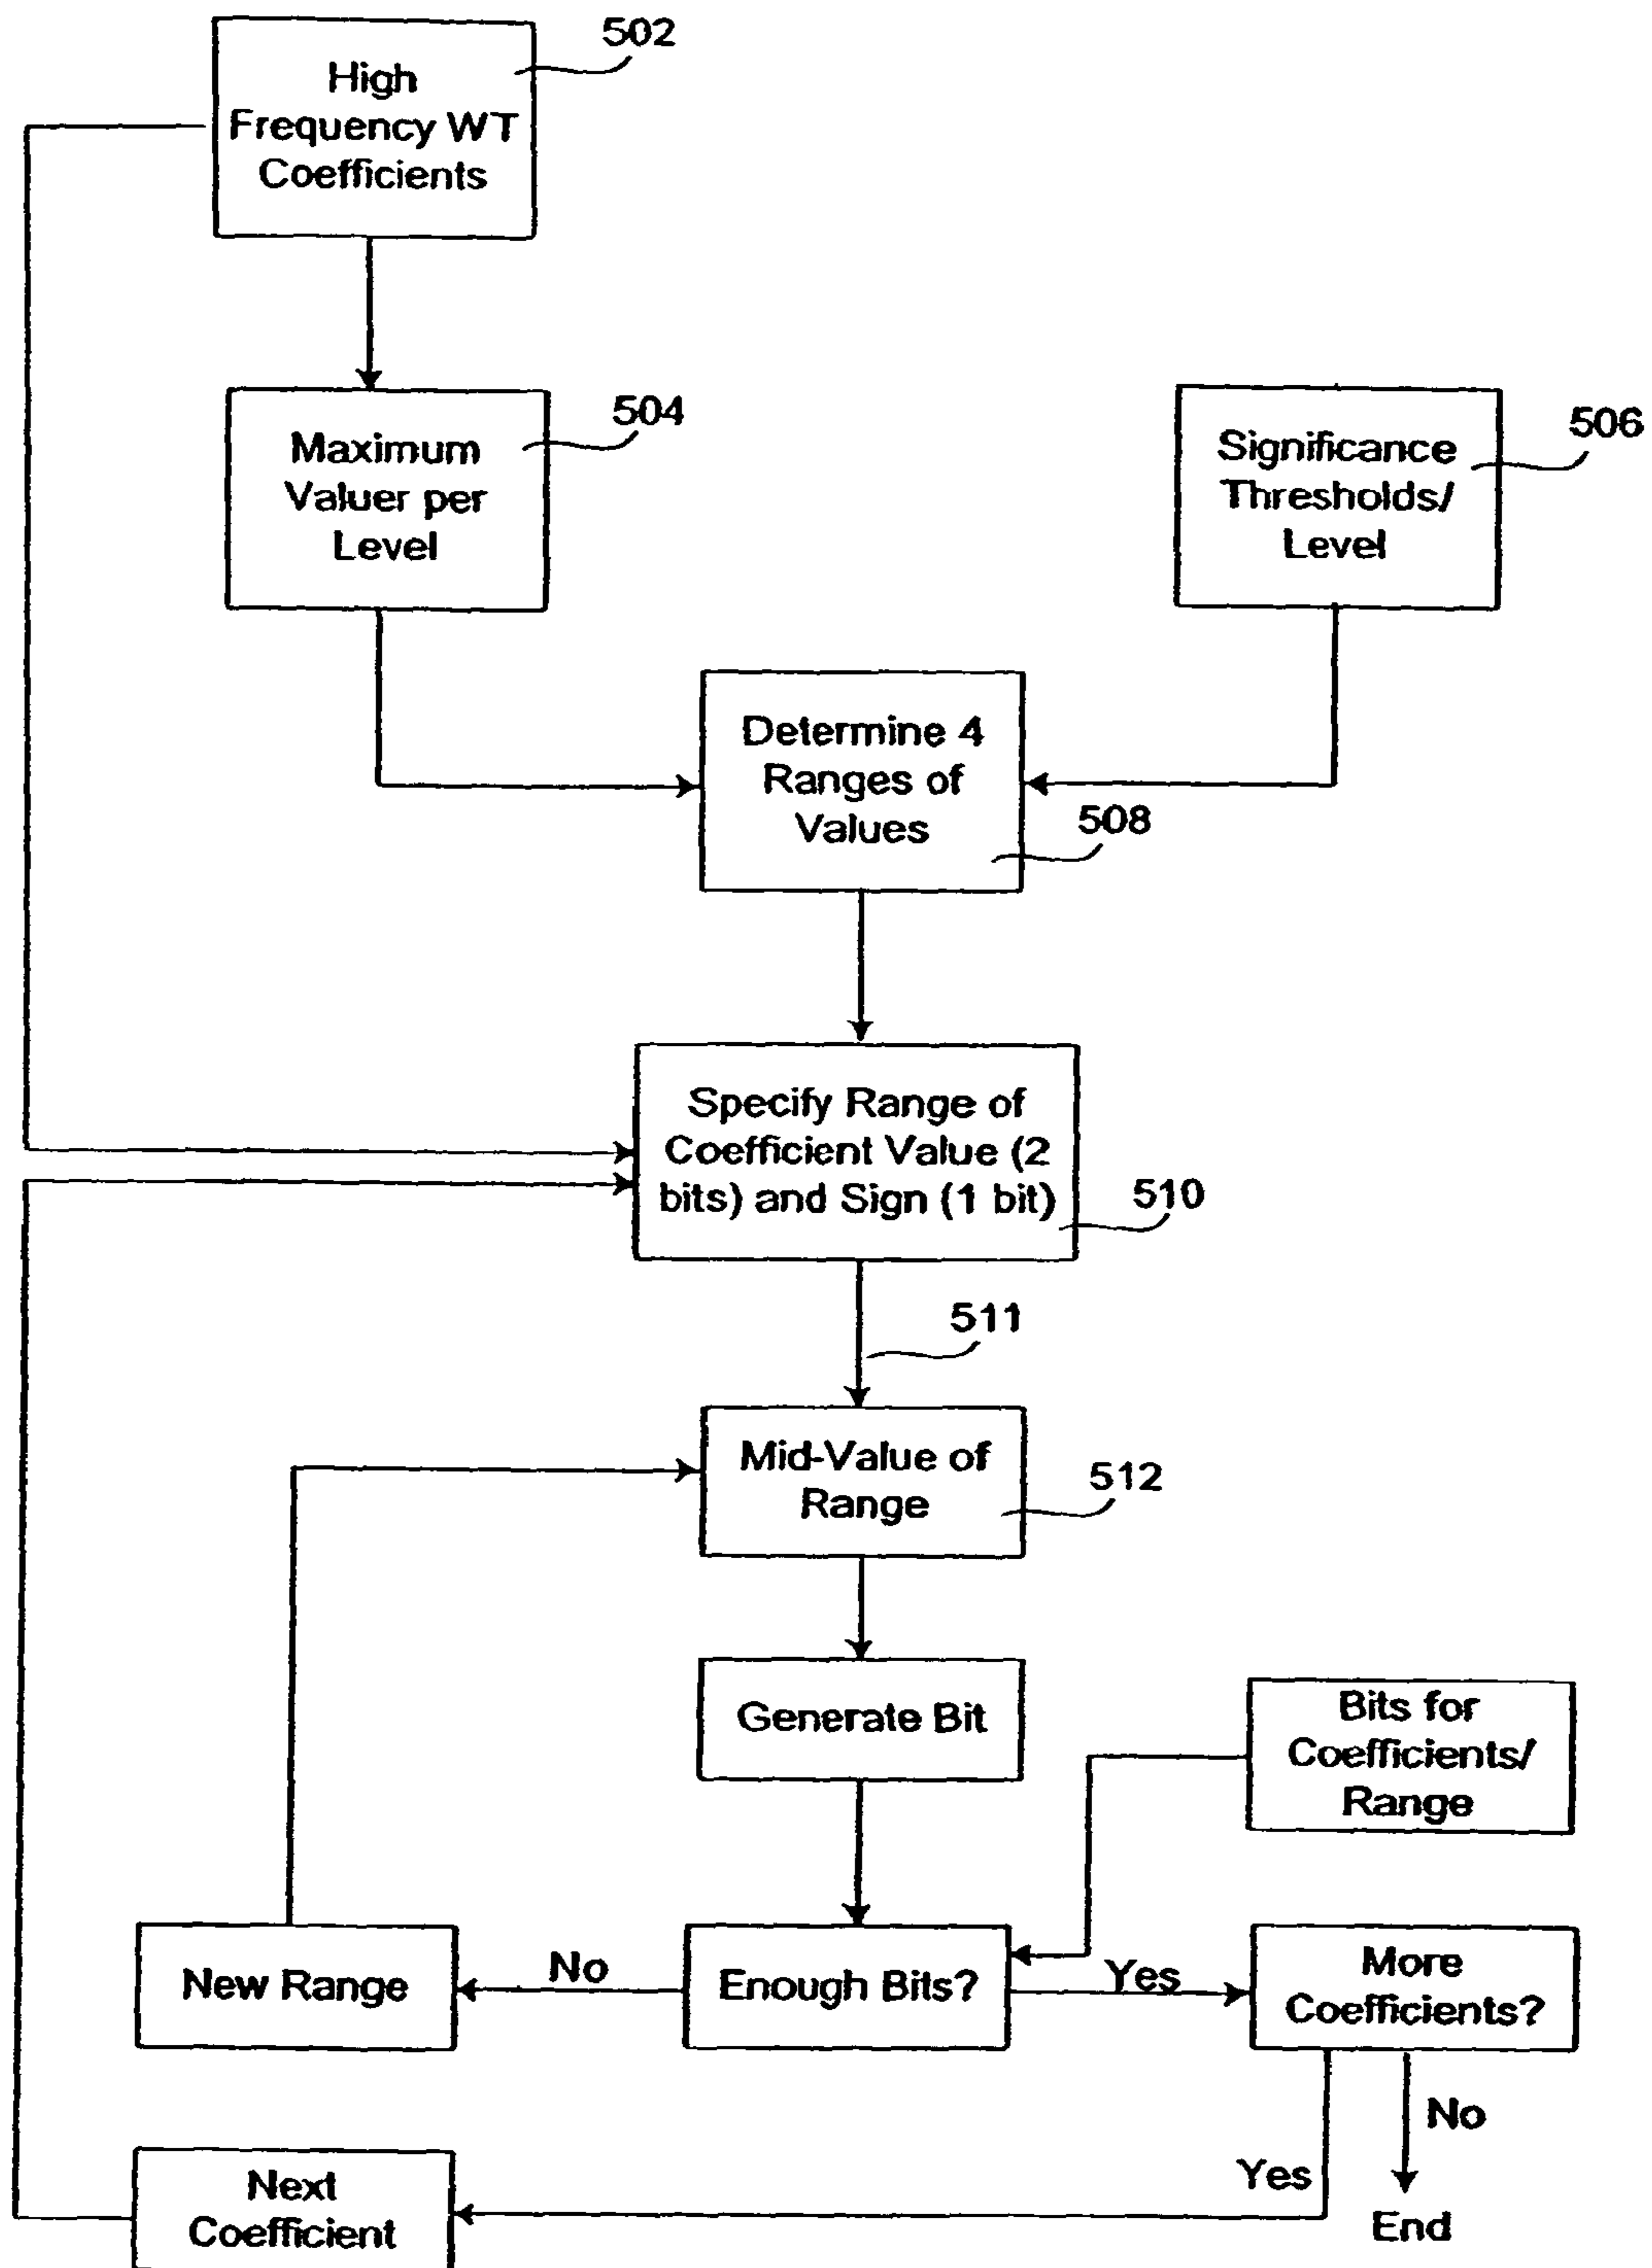 502
High
Frequency WT
Coefficients
504
Maximum
Valuer per
Level
506
Significance
Thresholds/
Level
Determine 4
Ranges of
Values
508
Specify Range of
Coefficient Value (2
bits) and Sign (1 bit)
510
511
Mid-Value of
Range
512
Generate Bit
Bits for
Coefficients/
Range
New Range
No
Enough Bits?
Yes
More
Coefficients?
No
Yes
End
Next
Coefficient